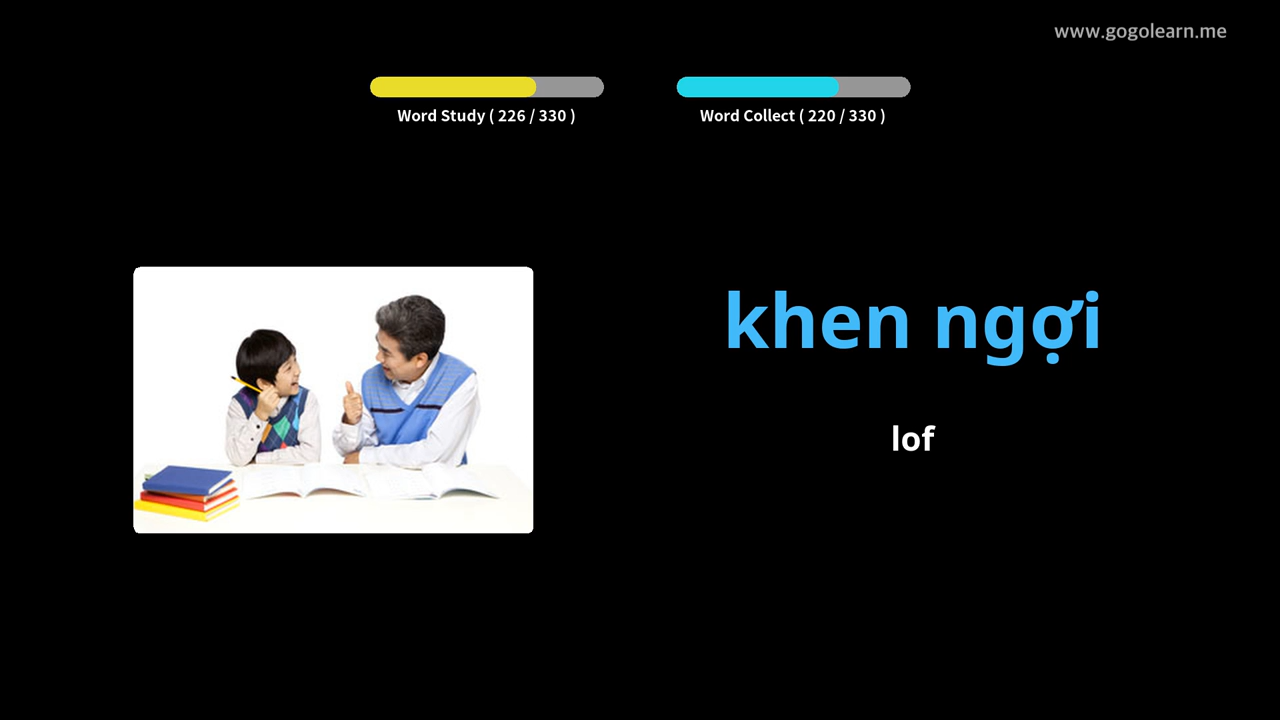 www.gogolearn.me
Word Study ( 226 / 330 )
Word Collect ( 220 / 330 )
khen ngợi
lof